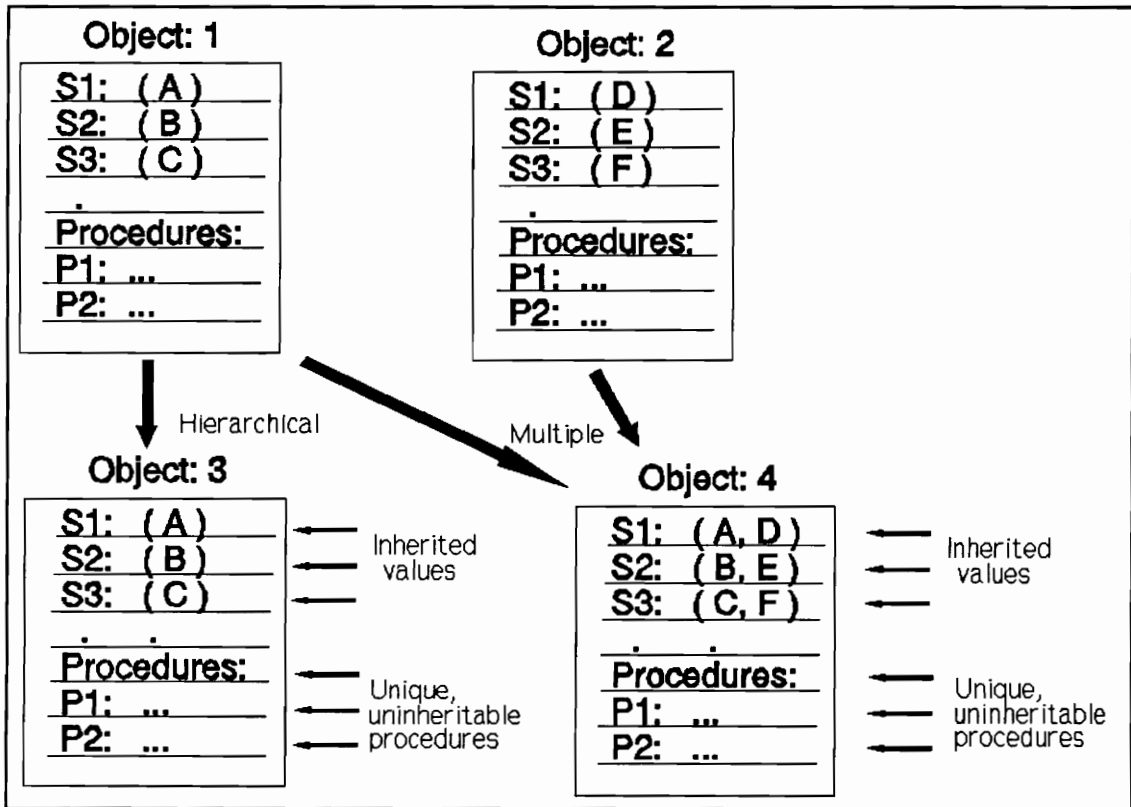 Object: 1
S1: ( A )
S2: ( B )
S3: ( C )
.
Procedures:
P1: ...
P2: ...
Object: 2
S1: ( D )
S2: ( E )
S3: ( F )
.
Procedures:
P1: ...
P2: ...
Hierarchical
Multiple
Object: 3
S1: ( A )
S2: ( B )
S3: ( C )
. .
Procedures:
P1: ...
P2: ...
Inherited
values
Unique,
uninheritable
procedures
Object: 4
S1: ( A, D )
S2: ( B, E )
S3: ( C, F )
. .
Procedures:
P1: ...
P2: ...
Inherited
values
Unique,
uninheritable
procedures